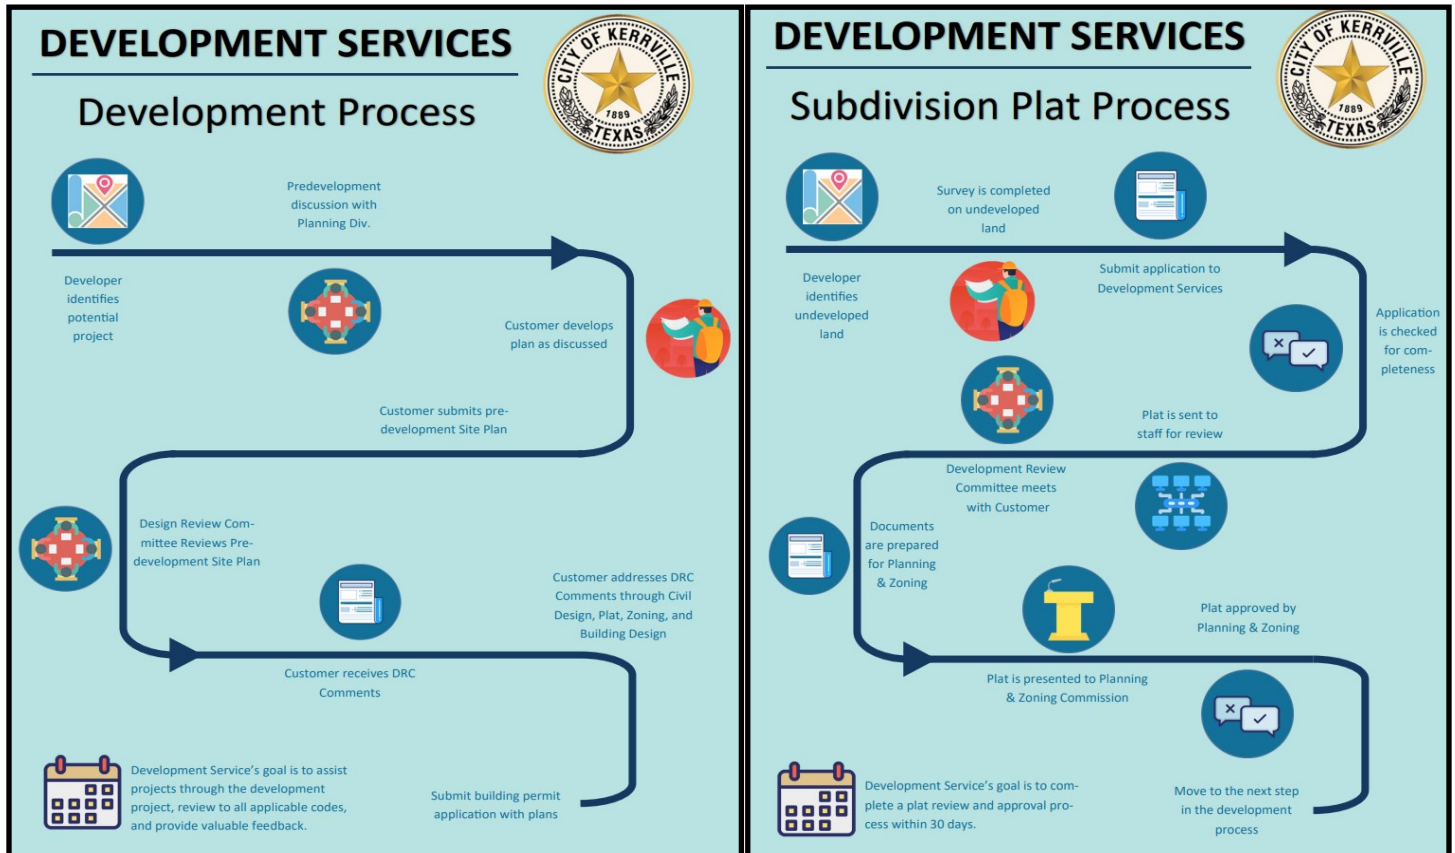 DEVELOPMENT SERVICES
Development Process
CITY OF KERRVILLE
1889
TEXAS
Predevelopment
discussion with
Planning Div.
Developer
identifies
potential
project
Customer develops
plan as discussed
Customer submits pre-
development Site Plan
Design Review Com-
mittee Reviews Pre-
development Site Plan
Customer receives DRC
Comments
Customer addresses DRC
Comments through Civil
Design, Plat, Zoning, and
Building Design
Submit building permit
application with plans
Development Service's goal is to assist
projects through the development
project, review to all applicable codes,
and provide valuable feedback.
DEVELOPMENT SERVICES
Subdivision Plat Process
CITY OF KERRVILLE
1889
TEXAS
Developer
identifies
undeveloped
land
Survey is completed
on undeveloped
land
Submit application to
Development Services
Application
is checked
for com-
pleteness
Plat is sent to
staff for review
Development Review
Committee meets
with Customer
Documents
are prepared
for Planning
& Zoning
Plat is presented to Planning
& Zoning Commission
Plat approved by
Planning & Zoning
Move to the next step
in the development
process
Development Service's goal is to com-
plete a plat review and approval pro-
cess within 30 days.